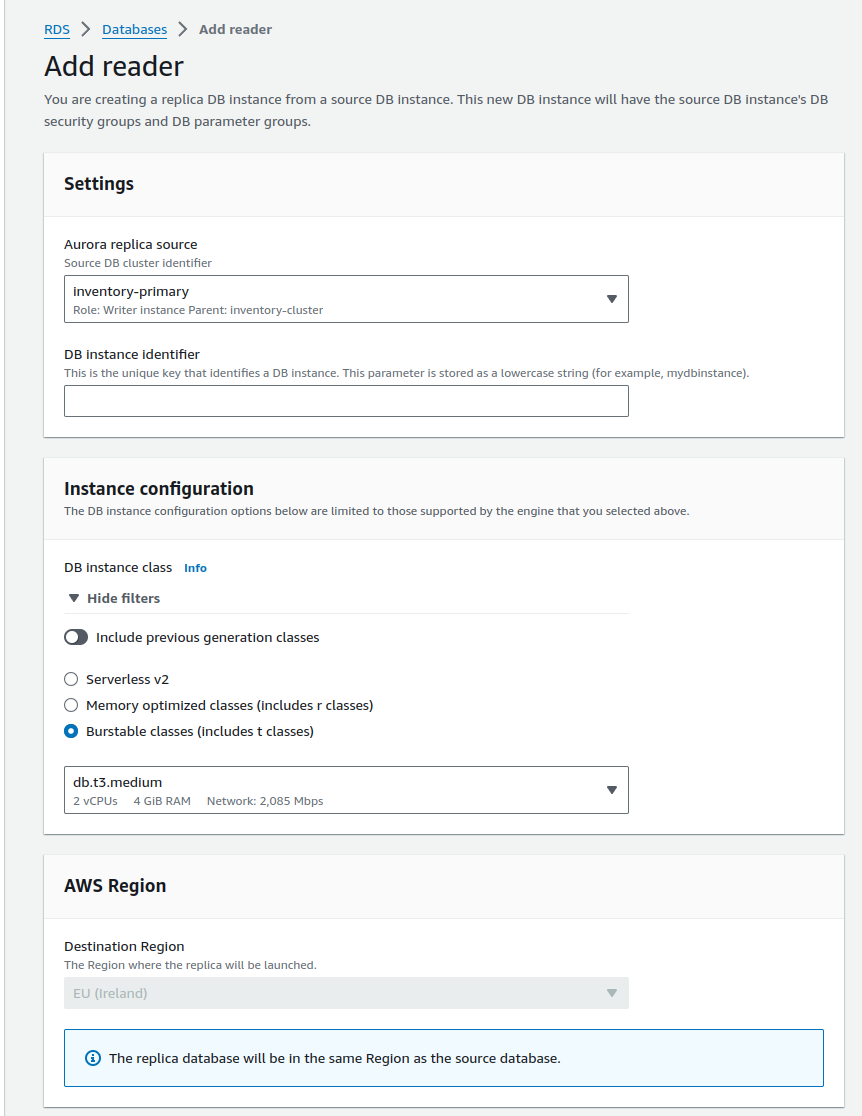 RDS > Databases > Add reader
Add reader
You are creating a replica DB instance from a source DB instance. This new DB instance will have the source DB instance's DB
security groups and DB parameter groups.
Settings
Aurora replica source
Source DB cluster identifier
inventory-primary
Role: Writer instance Parent: inventory-cluster
DB instance identifier
This is the unique key that identifies a DB instance. This parameter is stored as a lowercase string (for example, mydbinstance).
Instance configuration
The DB instance configuration options below are limited to those supported by the engine that you selected above.
DB instance class Info
Hide filters
Include previous generation classes
Serverless v2
Memory optimized classes (includes r classes)
Burstable classes (includes t classes)
db.t3.medium
2 vCPUs 4 GiB RAM Network: 2,085 Mbps
AWS Region
Destination Region
The Region where the replica will be launched.
EU (Ireland)
The replica database will be in the same Region as the source database.